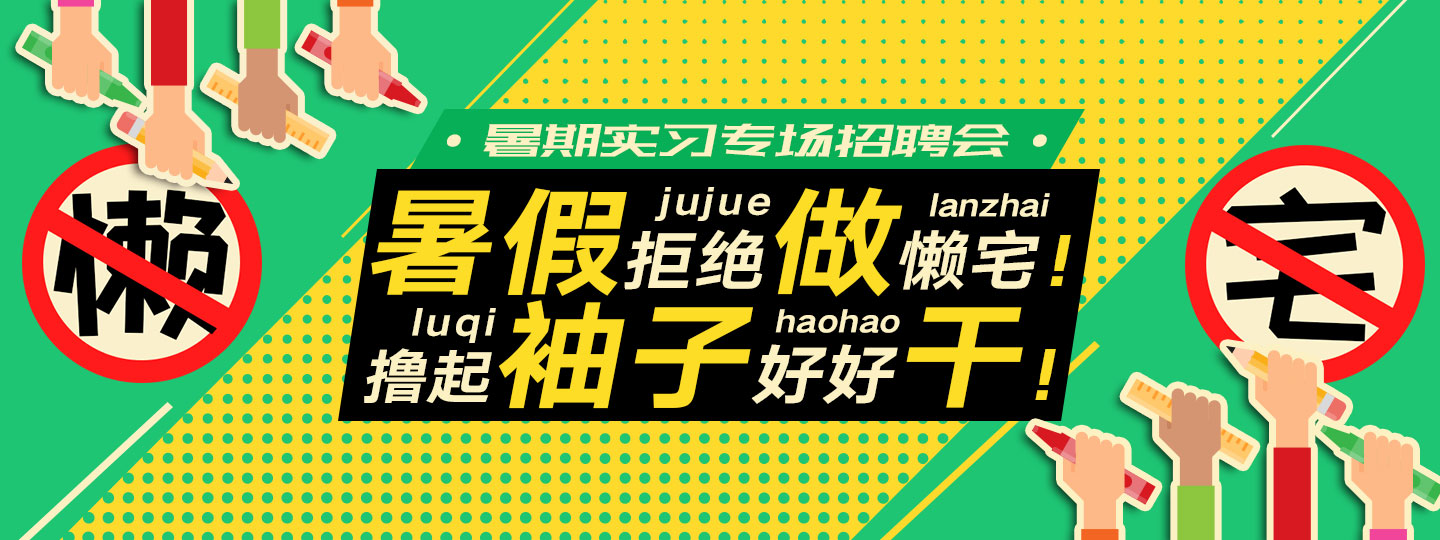 • 暑期实习专场招聘会 •
jujue lanzhai
暑假拒绝做懒宅!
luqi haohao
撸起袖子好好干!
懒
宅